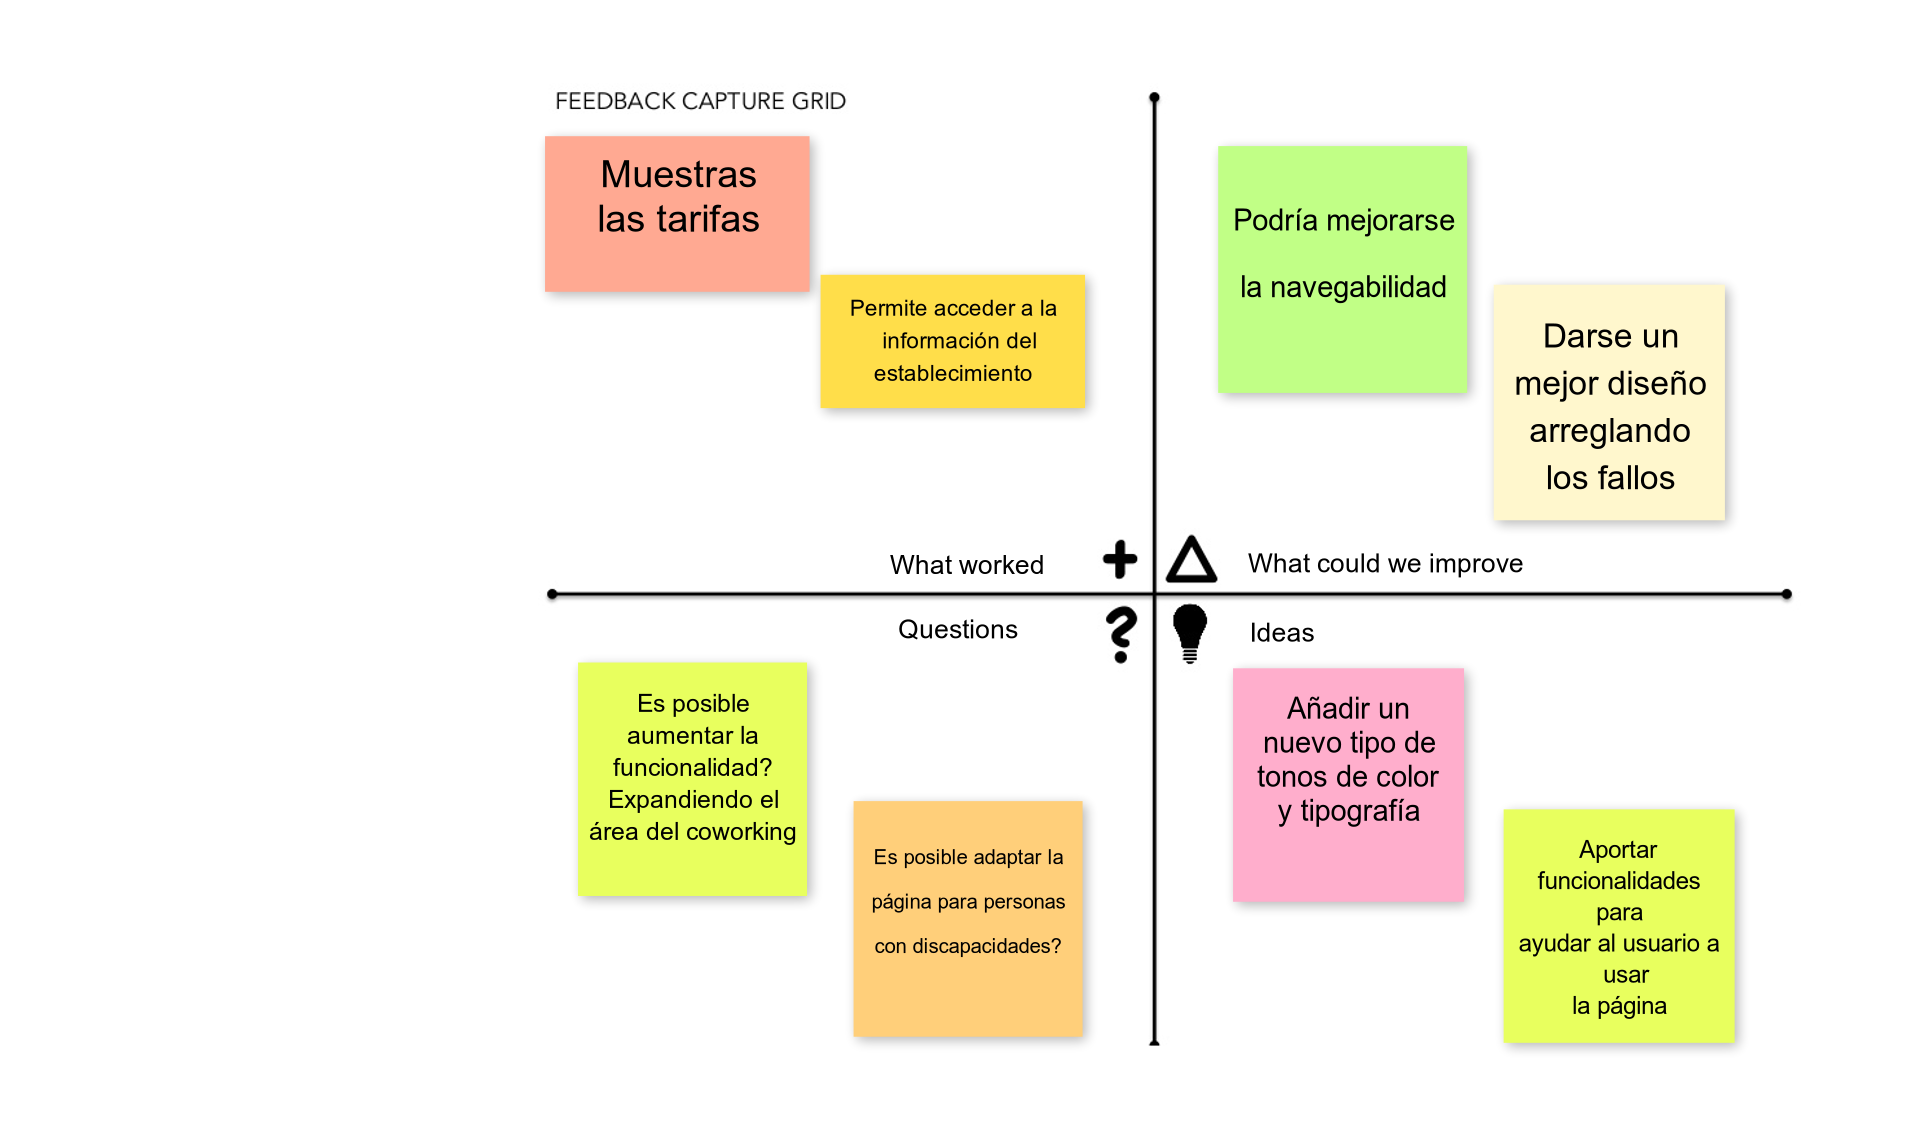 FEEDBACK CAPTURE GRID
Muestras
las tarifas
Permite acceder a la
información del
establecimiento
What worked
Podría mejorarse
la navegabilidad
Darse un
mejor diseño
arreglando
los fallos
What could we improve
Questions
Es posible
aumentar la
funcionalidad?
Expandiendo el
área del coworking
Es posible adaptar la
página para personas
con discapacidades?
Ideas
Añadir un
nuevo tipo de
tonos de color
y tipografía
Aportar
funcionalidades
para
ayudar al usuario a
usar
la página